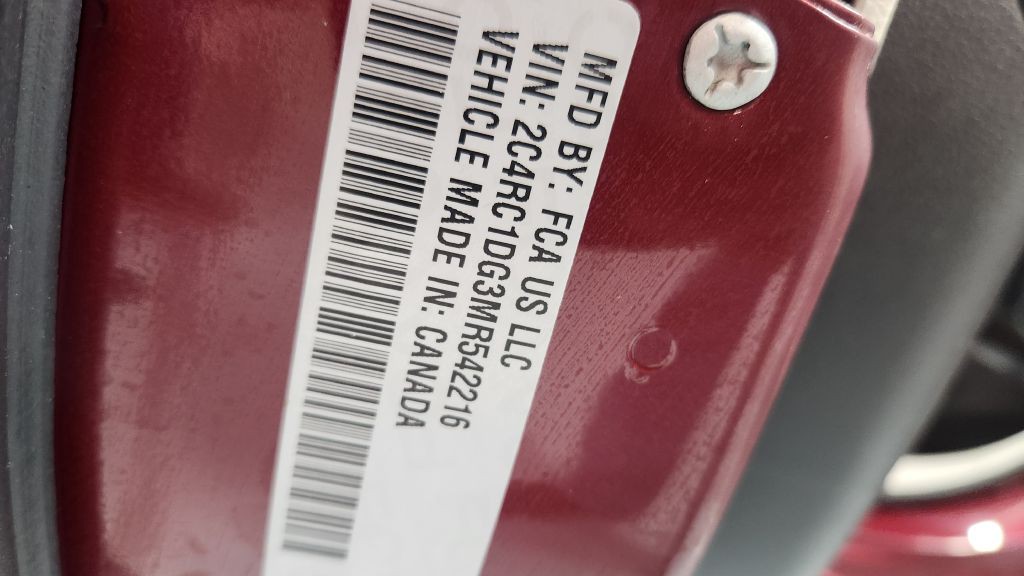 MFD BY: FCA US LLC
VIN: 2C4RC1DG3MR542216
VEHICLE MADE IN: CANADA